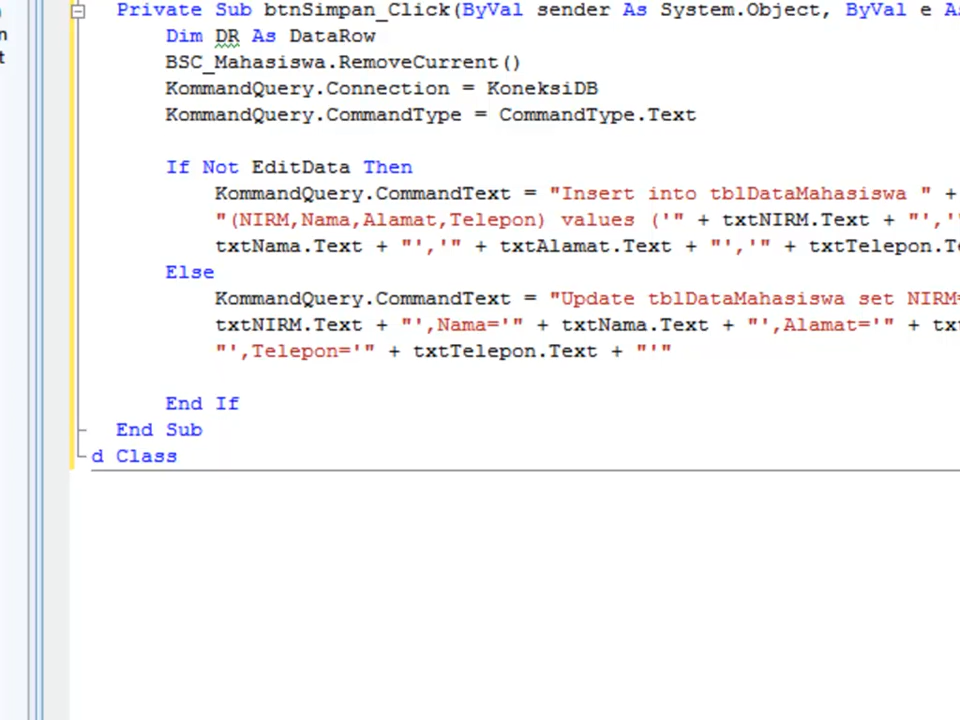 Private Sub btnSimpan_Click(ByVal sender As System.Object, ByVal e As
n
Dim DR As DataRow
t
BSC_Mahasiswa.RemoveCurrent()
KommandQuery.Connection = KoneksiDB
KommandQuery.CommandType = CommandType.Text
If Not EditData Then
KommandQuery.CommandText = "Insert into tblDataMahasiswa " +
"(NIRM,Nama,Alamat,Telepon) values ('" + txtNIRM.Text + "','"
txtNama.Text + "','" + txtAlamat.Text + "','" + txtTelepon.Te
Else
KommandQuery.CommandText = "Update tblDataMahasiswa set NIRM=
txtNIRM.Text + "',Nama='" + txtNama.Text + "',Alamat='" + txt
"',Telepon='" + txtTelepon.Text + "'"
End If
End Sub
d Class